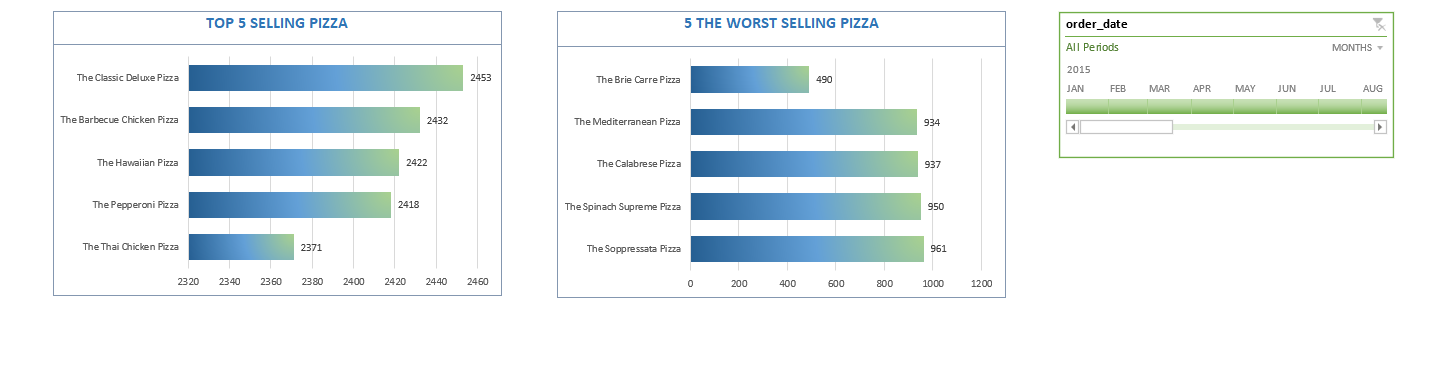 TOP 5 SELLING PIZZA
The Classic Deluxe Pizza 2453
The Barbecue Chicken Pizza 2432
The Hawaiian Pizza 2422
The Pepperoni Pizza 2418
The Thai Chicken Pizza 2371
2320 2340 2360 2380 2400 2420 2440 2460
5 THE WORST SELLING PIZZA
The Brie Carre Pizza 490
The Mediterranean Pizza 934
The Calabrese Pizza 937
The Spinach Supreme Pizza 950
The Soppressata Pizza 961
0 200 400 600 800 1000 1200
order_date
All Periods MONTHS
2015
JAN FEB MAR APR MAY JUN JUL AUG